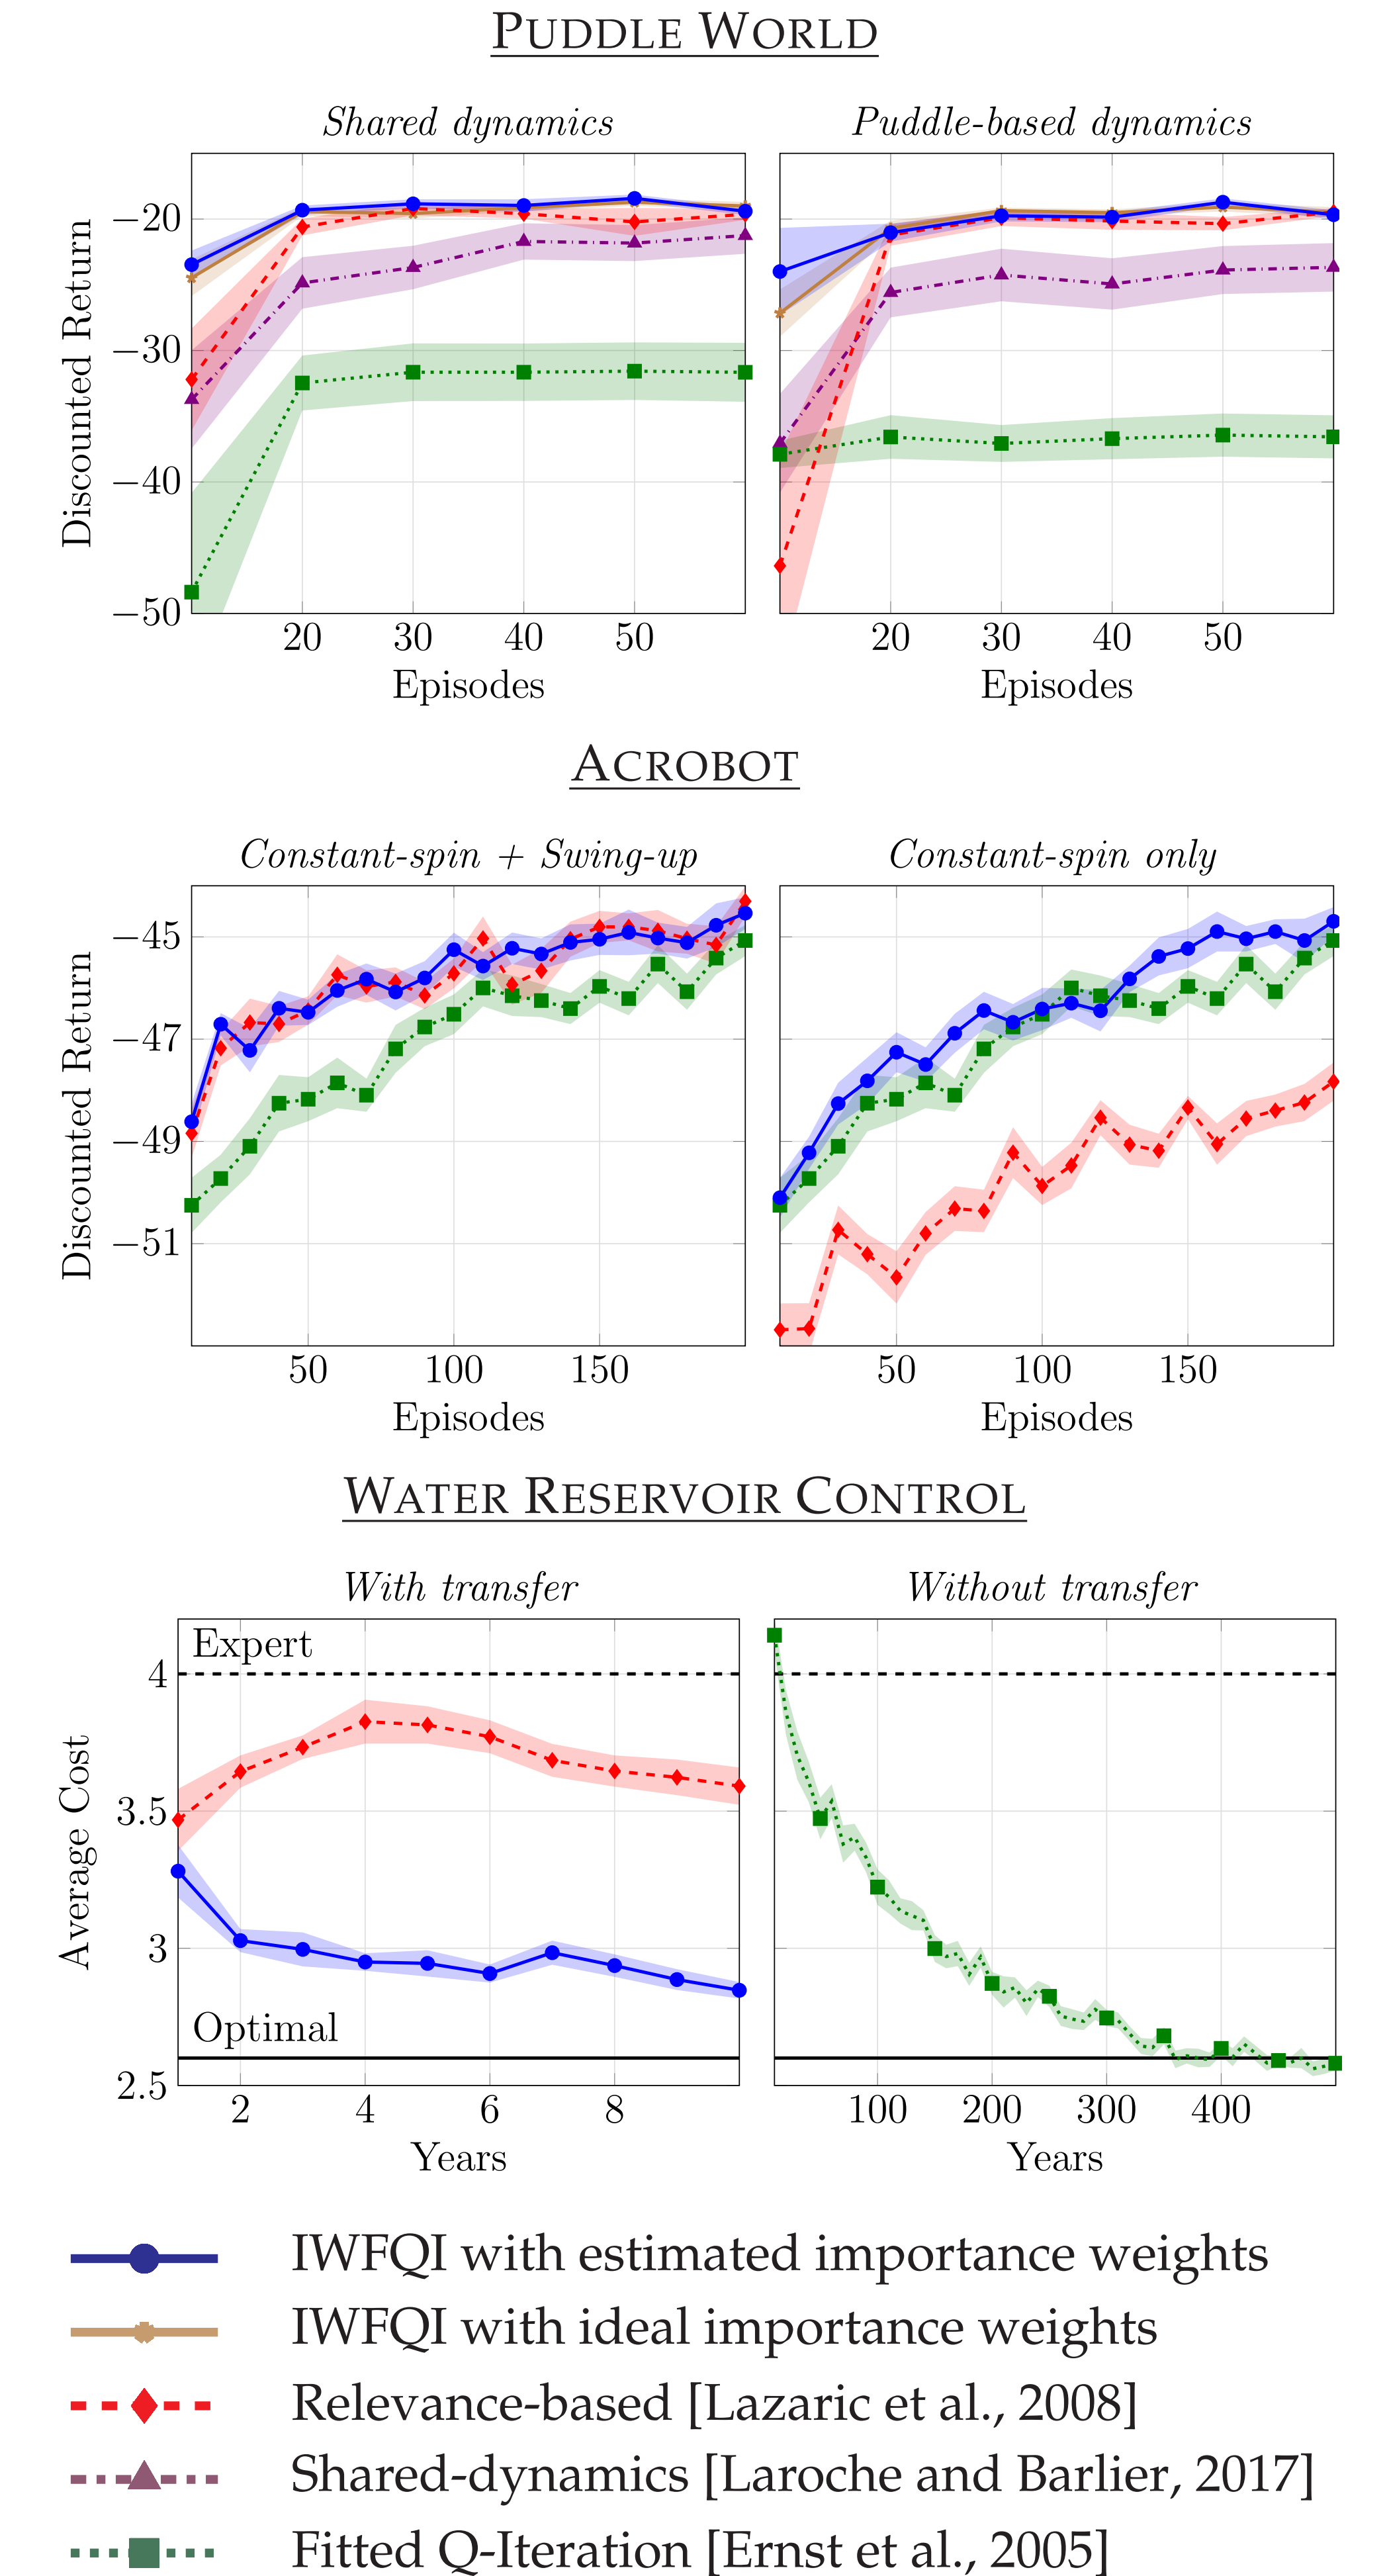 PUDDLE WORLD
Shared dynamics
Puddle-based dynamics
Discounted Return
−20
−30
−40
−50
20 30 40 50
20 30 40 50
Episodes
Episodes
ACROBOT
Constant-spin + Swing-up
Constant-spin only
Discounted Return
−45
−47
−49
−51
50 100 150
50 100 150
Episodes
Episodes
WATER RESERVOIR CONTROL
With transfer
Without transfer
Average Cost
Expert
4
3.5
3
Optimal
2.5
2 4 6 8
100 200 300 400
Years
Years
IWFQI with estimated importance weights
IWFQI with ideal importance weights
Relevance-based [Lazaric et al., 2008]
Shared-dynamics [Laroche and Barlier, 2017]
Fitted Q-Iteration [Ernst et al., 2005]